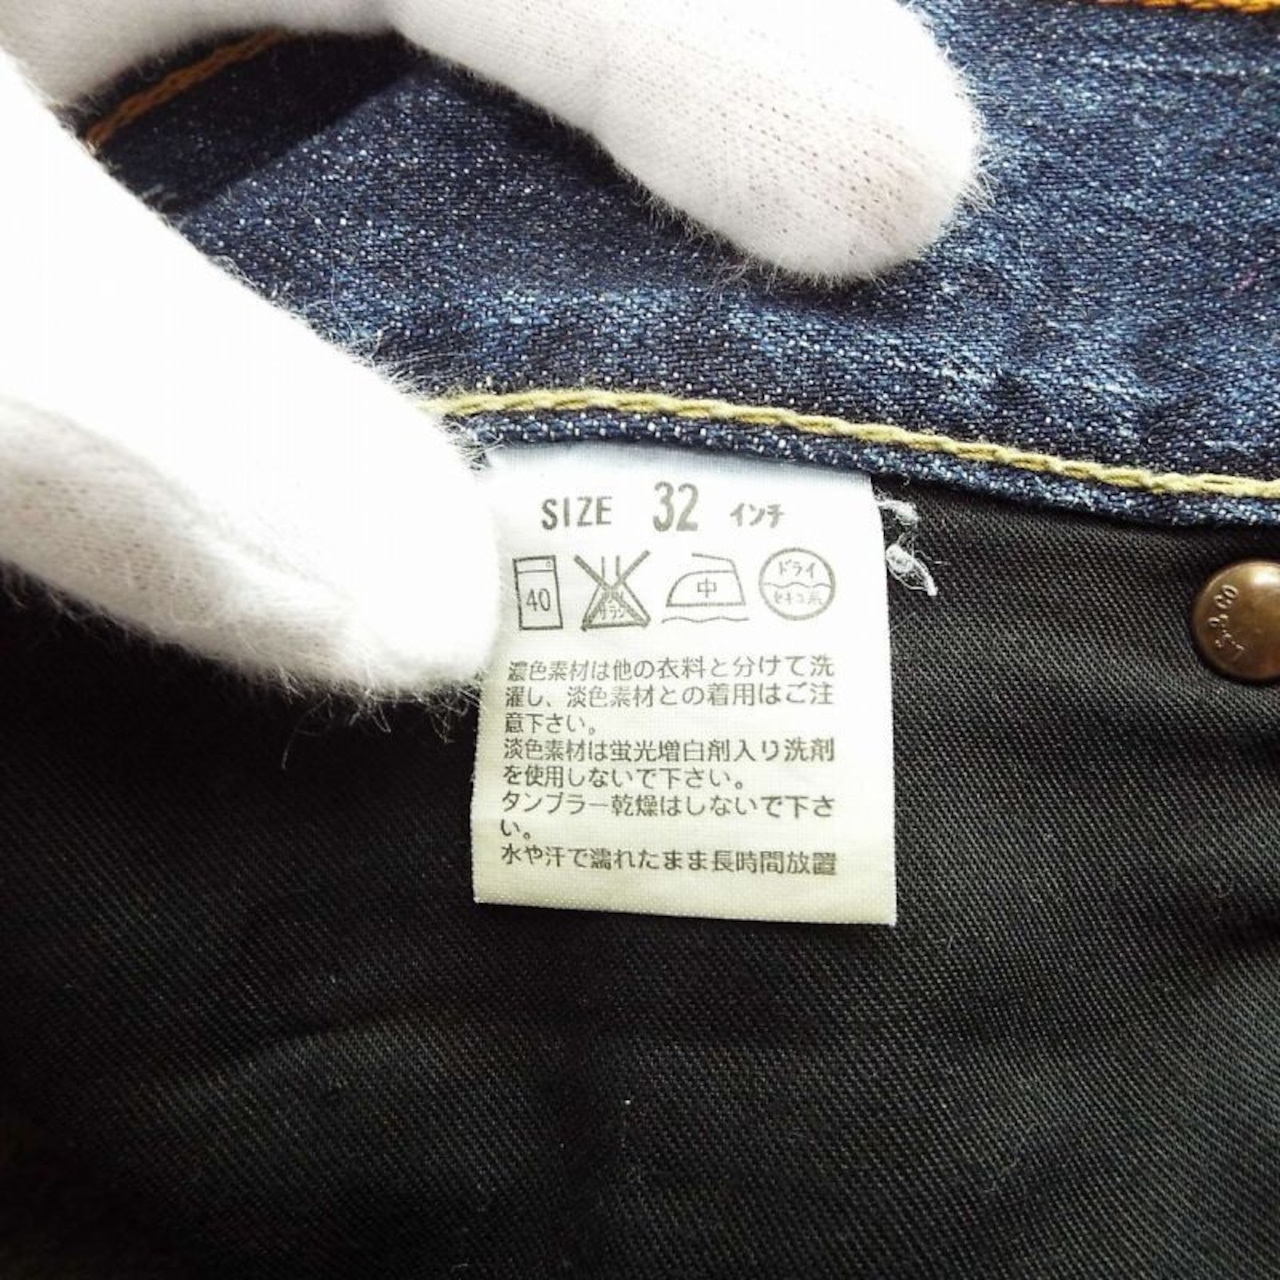 SIZE 32 インチ
40 中 ドライ
セキユ系
濃色素材は他の衣料と分けて洗
濯し、淡色素材との着用はご注
意下さい。
淡色素材は蛍光増白剤入り洗剤
を使用しないで下さい。
タンブラー乾燥はしないで下さ
い。
水や汗で濡れたまま長時間放置